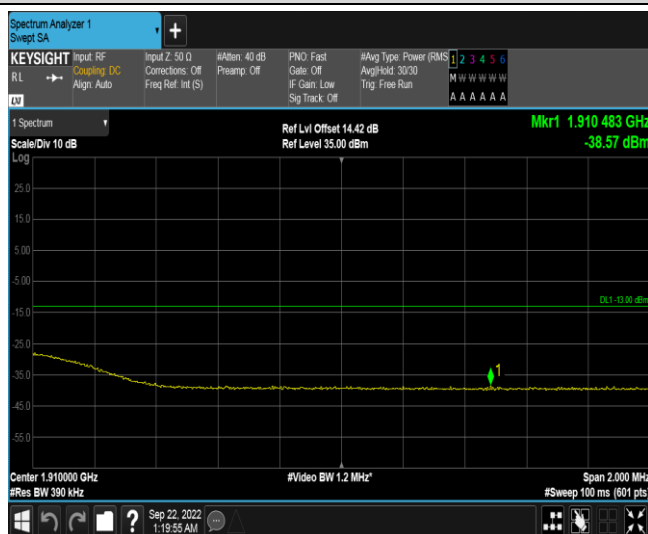 Spectrum Analyzer 1
Swept SA
+
KEYSIGHT
RL
Input: RF
Coupling: DC
Align: Auto
Input Z: 50 Ω
Corrections: Off
Freq Ref: Int (S)
#Atten: 40 dB
Preamp: Off
PNO: Fast
Gate: Off
IF Gain: Low
Sig Track: Off
#Avg Type: Power (RMS
Avg|Hold: 30/30
Trig: Free Run
1 2 3 4 5 6
M W W W W W
A A A A A A
LXI
1 Spectrum
Scale/Div 10 dB
Ref Lvl Offset 14.42 dB
Ref Level 35.00 dBm
Mkr1 1.910 483 GHz
-38.57 dBm
Log
25.0
15.0
5.00
-5.00
-15.0
-25.0
-35.0
-45.0
-55.0
DL1 -13.00 dBm
1
Center 1.910000 GHz
#Res BW 390 kHz
#Video BW 1.2 MHz*
Span 2.000 MHz
#Sweep 100 ms (601 pts)
?
Sep 22, 2022
1:19:55 AM